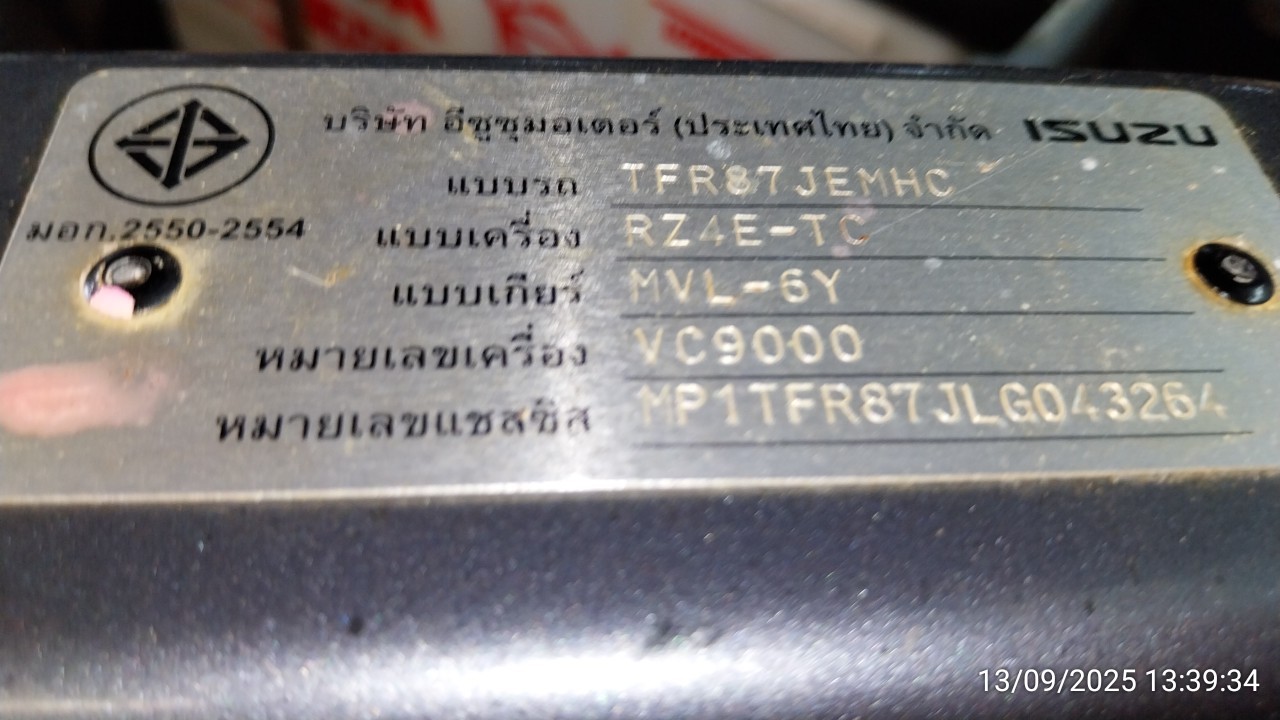 บริษัท อีซูซุมอเตอร์ (ประเทศไทย) จำกัด ISUZU
แบบรถ TFR87JEMHC
มอก.2550-2554
แบบเครื่อง RZ4E-TC
แบบเกียร์ MVL-6Y
หมายเลขเครื่อง VC9000
หมายเลขแชสซีส MP1TFR87JLG043264
13/09/2025 13:39:34